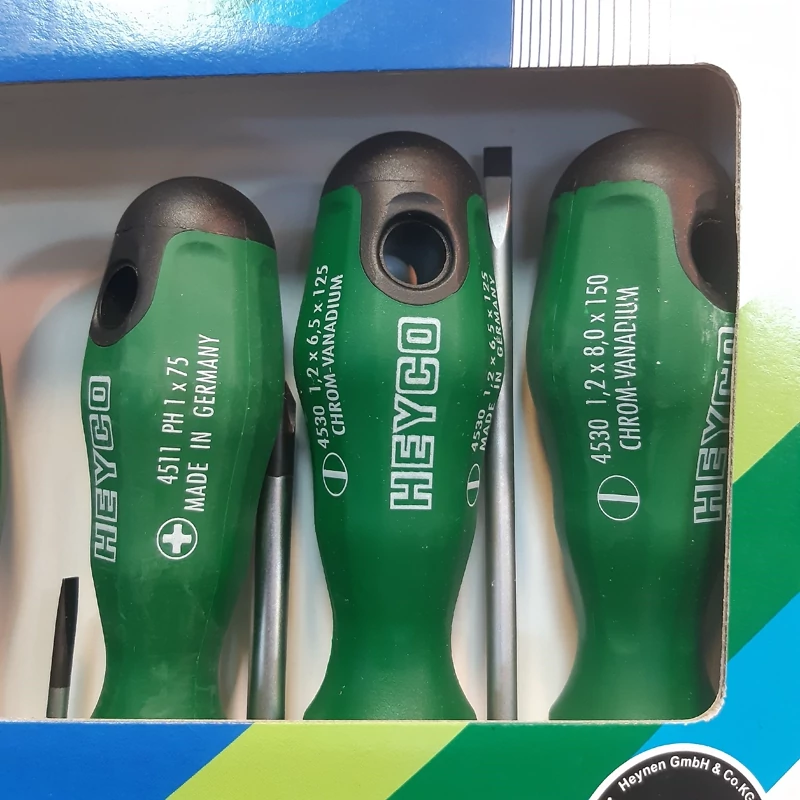 HEYCO
4511 PH 1 x 75
MADE IN GERMANY
4530 1,2 x 6,5 x 125
CHROM-VANADIUM
HEYCO
4530 1,2 x 6,5 x 125
MADE IN GERMANY
4530 1,2 x 8,0 x 150
CHROM-VANADIUM
HEYCO
Heynen GmbH & Co.KG